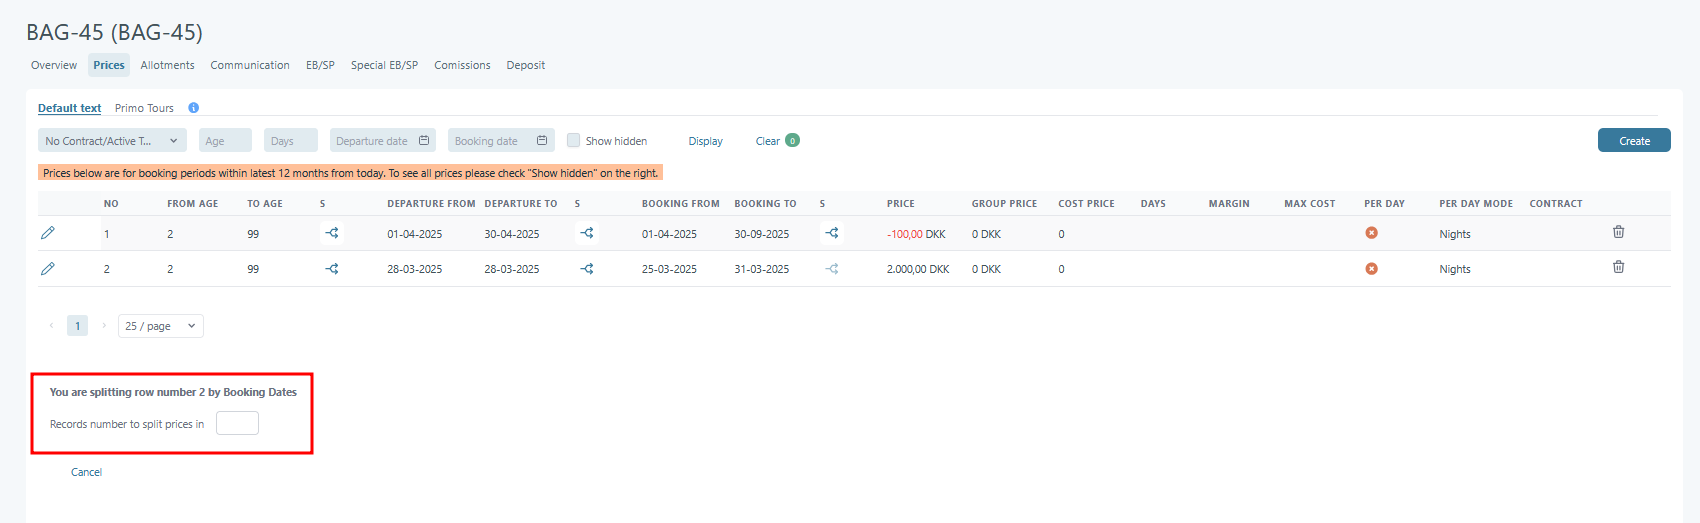 BAG-45 (BAG-45)
Overview Prices Allotments Communication EB/SP Special EB/SP Comissions Deposit
Default text Primo Tours i
No Contract/Active T... Age Days Departure date Booking date Show hidden Display Clear 0 Create
Prices below are for booking periods within latest 12 months from today. To see all prices please check "Show hidden" on the right.
NO FROM AGE TO AGE S DEPARTURE FROM DEPARTURE TO S BOOKING FROM BOOKING TO S PRICE GROUP PRICE COST PRICE DAYS MARGIN MAX COST PER DAY PER DAY MODE CONTRACT
1 2 99 01-04-2025 30-04-2025 01-04-2025 30-09-2025 -100,00 DKK 0 DKK 0 Nights
2 2 99 28-03-2025 28-03-2025 25-03-2025 31-03-2025 2.000,00 DKK 0 DKK 0 Nights
1 25 / page
You are splitting row number 2 by Booking Dates
Records number to split prices in
Cancel